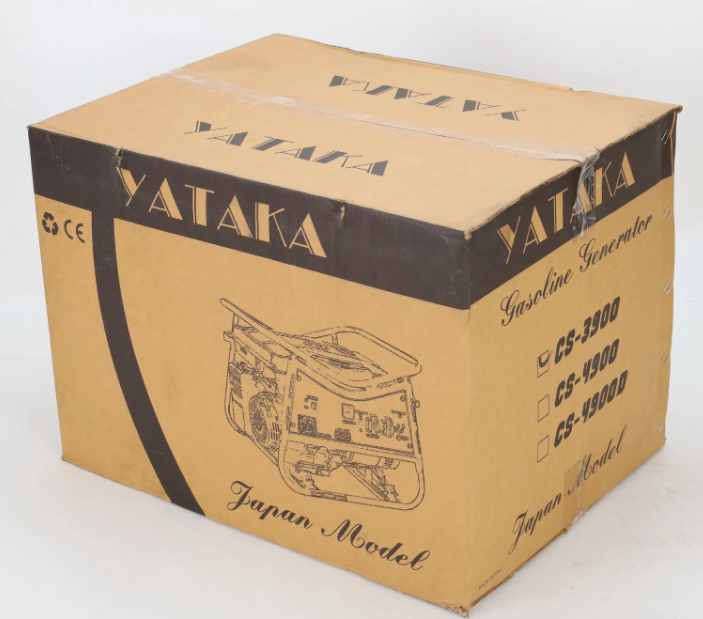 YATAKA
YATAKA
YATAKA
CE
Japan Model
YATAKA
Gasoline Generator
CS-3900
CS-4900
CS-4900D
Japan Model